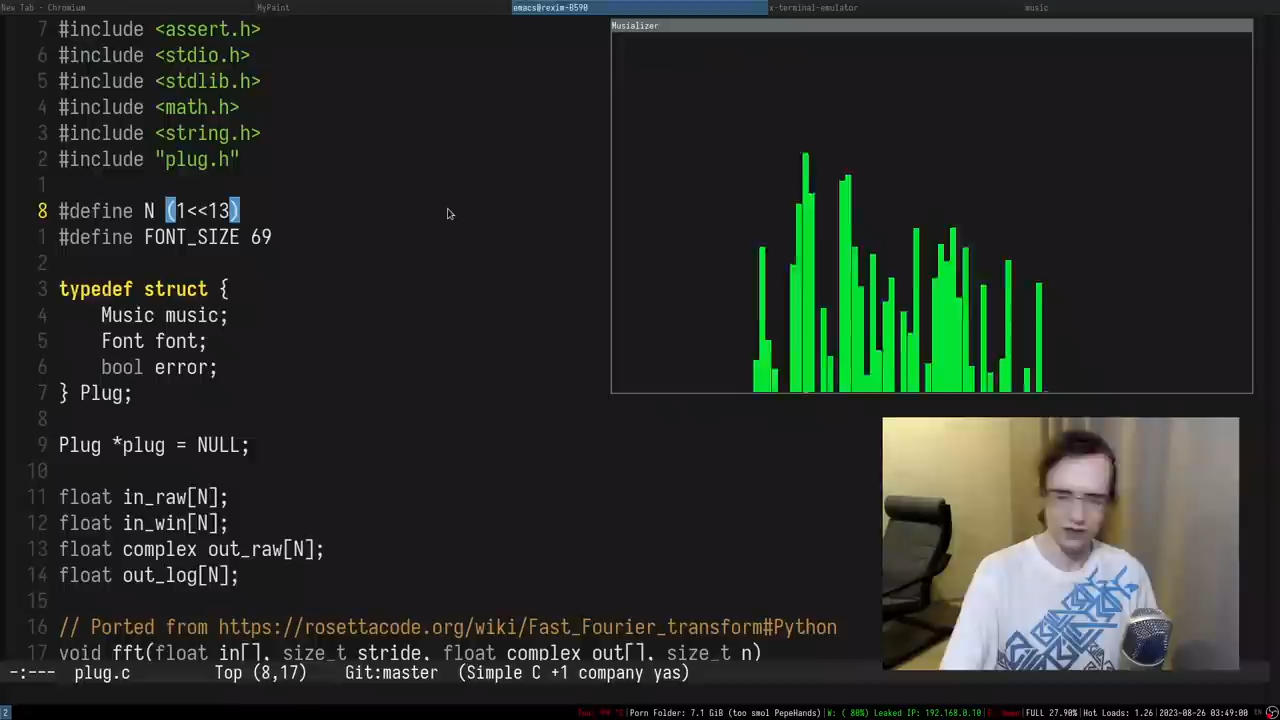 New Tab - Chromium
MyPaint
emacs@rexim-B590
x-terminal-emulator
music
7 #include <assert.h>
6 #include <stdio.h>
5 #include <stdlib.h>
4 #include <math.h>
3 #include <string.h>
2 #include "plug.h"
1
8 #define N (1<<13)
1 #define FONT_SIZE 69
2
3 typedef struct {
4 Music music;
5 Font font;
6 bool error;
7 } Plug;
8
9 Plug *plug = NULL;
10
11 float in_raw[N];
12 float in_win[N];
13 float complex out_raw[N];
14 float out_log[N];
15
16 // Ported from https://rosettacode.org/wiki/Fast_Fourier_transform#Python
17 void fft(float in[], size_t stride, float complex out[], size_t n)
Musializer
-:--- plug.c Top (8,17) Git:master (Simple C +1 company yas)
2
Porn Folder: 7.1 GiB (too smol PepeHands)|W: ( 80%) Leaked IP: 192.168.0.10|E: down|FULL 27.90%|Hot Loads: 1.26|2023-08-26 03:49:00